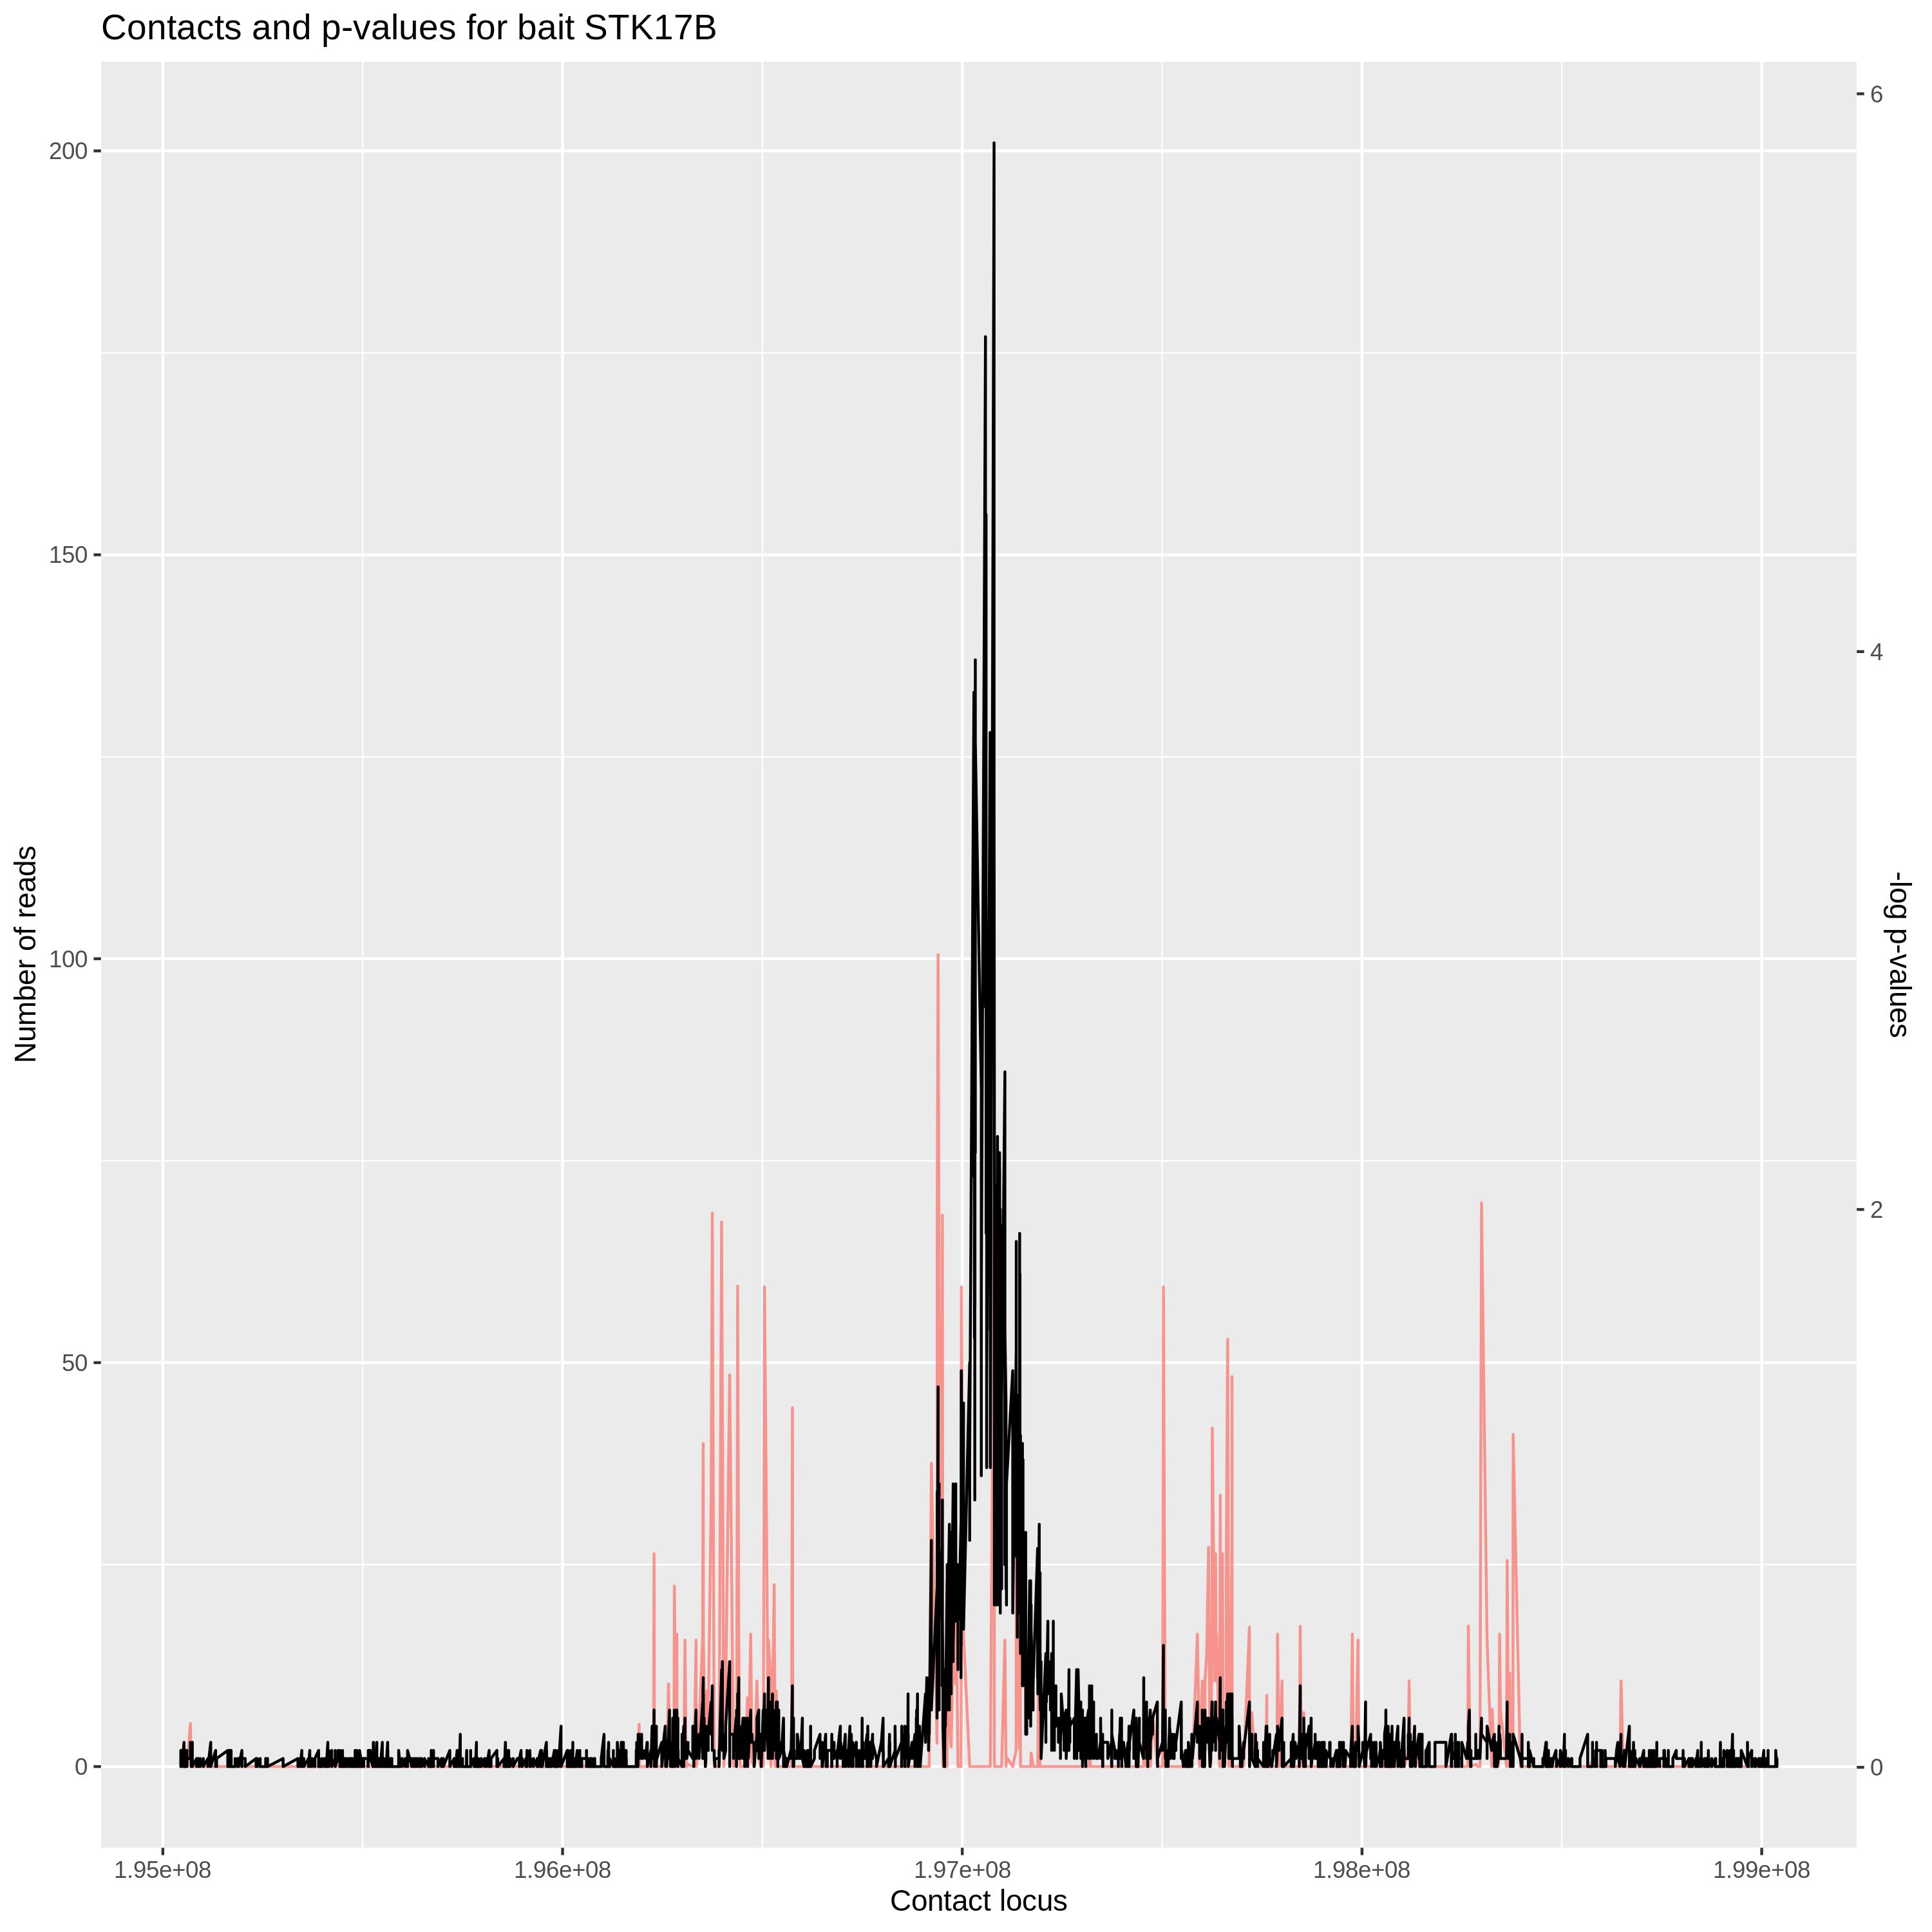 Contacts and p-values for bait STK17B
200
150
100
50
0
Number of reads
6
4
2
0
-log p-values
1.95e+08
1.96e+08
1.97e+08
1.98e+08
1.99e+08
Contact locus